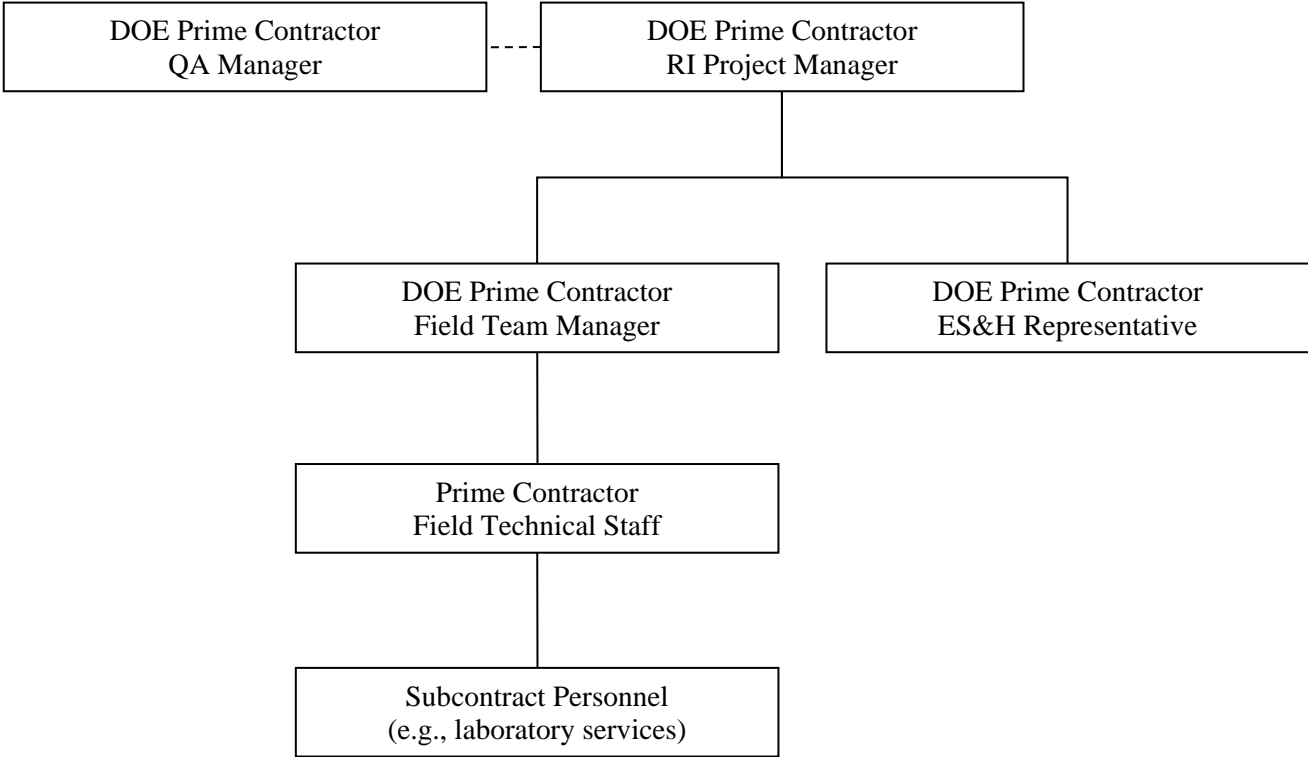 DOE Prime Contractor
QA Manager
DOE Prime Contractor
RI Project Manager
DOE Prime Contractor
Field Team Manager
DOE Prime Contractor
ES&H Representative
Prime Contractor
Field Technical Staff
Subcontract Personnel
(e.g., laboratory services)